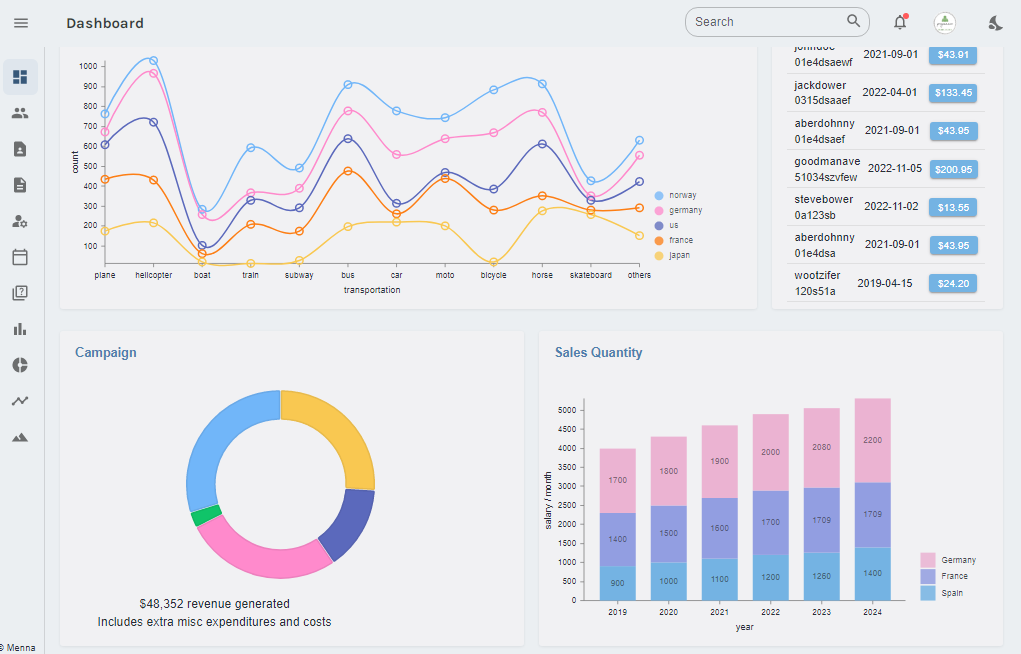 Dashboard
Search
1000
900
800
700
600
500
400
300
200
100
count
plane helicopter boat train subway bus car moto bicycle horse skateboard others
transportation
norway
germany
us
france
japan
johndoe
01e4dsaewf 2021-09-01 $43.91
jackdower
0315dsaaef 2022-04-01 $133.45
aberdohnny
01e4dsaef 2021-09-01 $43.95
goodmanave
51034szvfew 2022-11-05 $200.95
stevebower
0a123sb 2022-11-02 $13.55
aberdohnny
01e4dsa 2021-09-01 $43.95
wootzifer
120s51a 2019-04-15 $24.20
Campaign
$48,352 revenue generated
Includes extra misc expenditures and costs
Sales Quantity
5000
4500
4000
3500
3000
2500
2000
1500
1000
500
0
salary / month
1700 1800 1900 2000 2080 2200
1400 1500 1600 1700 1709 1709
900 1000 1100 1200 1260 1400
2019 2020 2021 2022 2023 2024
year
Germany
France
Spain
© Menna